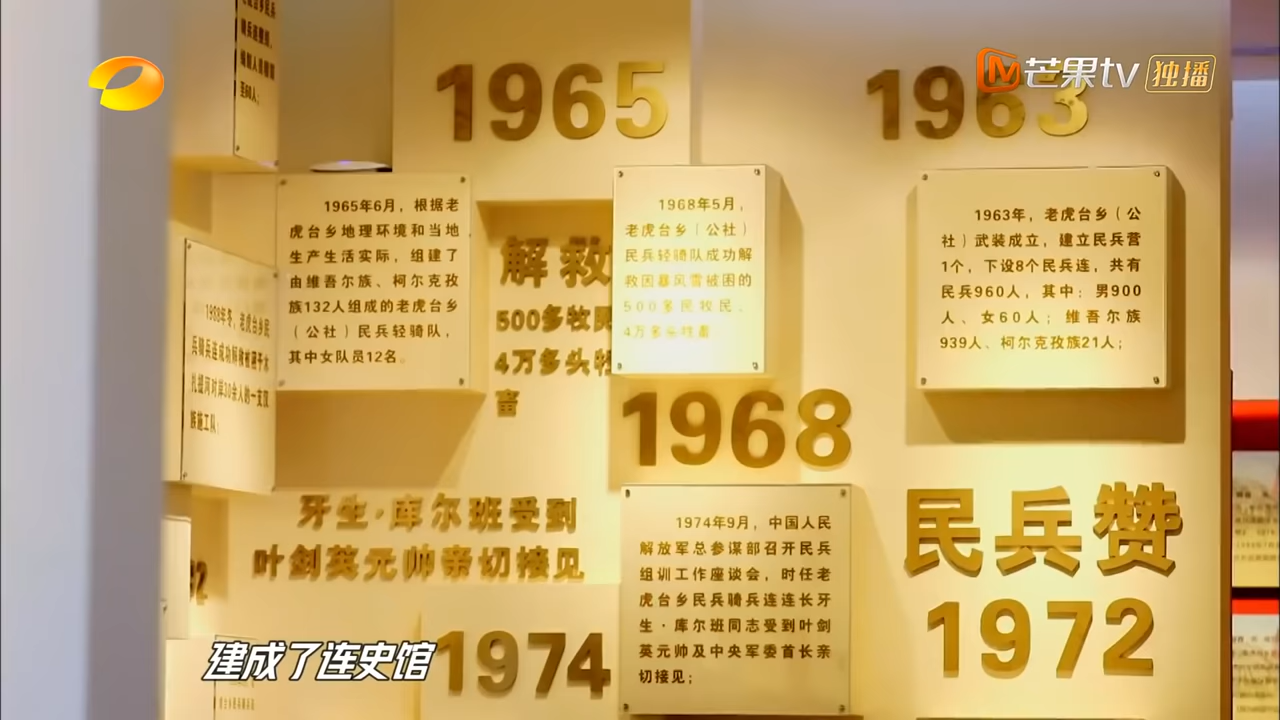 芒果tv 独播
1965
1963
至60人；
1965年6月，根据老
虎台乡地理环境和当地
生产生活实际，组建了
由维吾尔族、柯尔克孜
族132人组成的老虎台乡
（公社）民兵轻骑队，
其中女队员12名。
解救
500多牧民
4万多头牲
畜
1968年5月，
老虎台乡（公社）
民兵轻骑队成功解
救因暴风雪被困的
500多民牧民、
4万多头牲畜
1963年，老虎台乡（公
社）武装成立，建立民兵营
1个，下设8个民兵连，共有
民兵960人，其中：男900
人、女60人；维吾尔族
939人、柯尔克孜族21人；
1968
牙生·库尔班受到
叶剑英元帅亲切接见
1974
1974年9月，中国人民
解放军总参谋部召开民兵
组训工作座谈会，时任老
虎台乡民兵骑兵连连长牙
生·库尔班同志受到叶剑
英元帅及中央军委首长亲
切接见；
民兵赞
1972
建成了连史馆